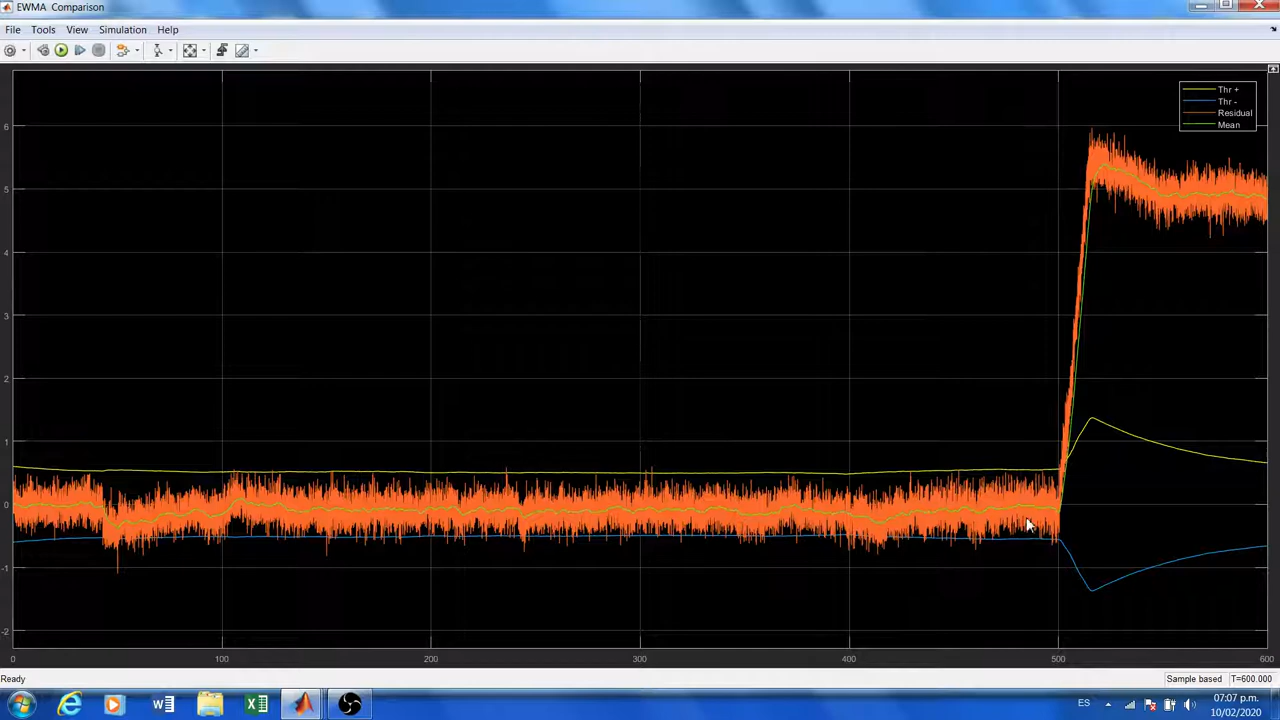 EWMA Comparison
File Tools View Simulation Help
Thr +
Thr -
Residual
Mean
6
5
4
3
2
1
0
-1
-2
0 100 200 300 400 500 600
Ready
Sample based T=600.000
ES
07:07 p.m.
10/02/2020